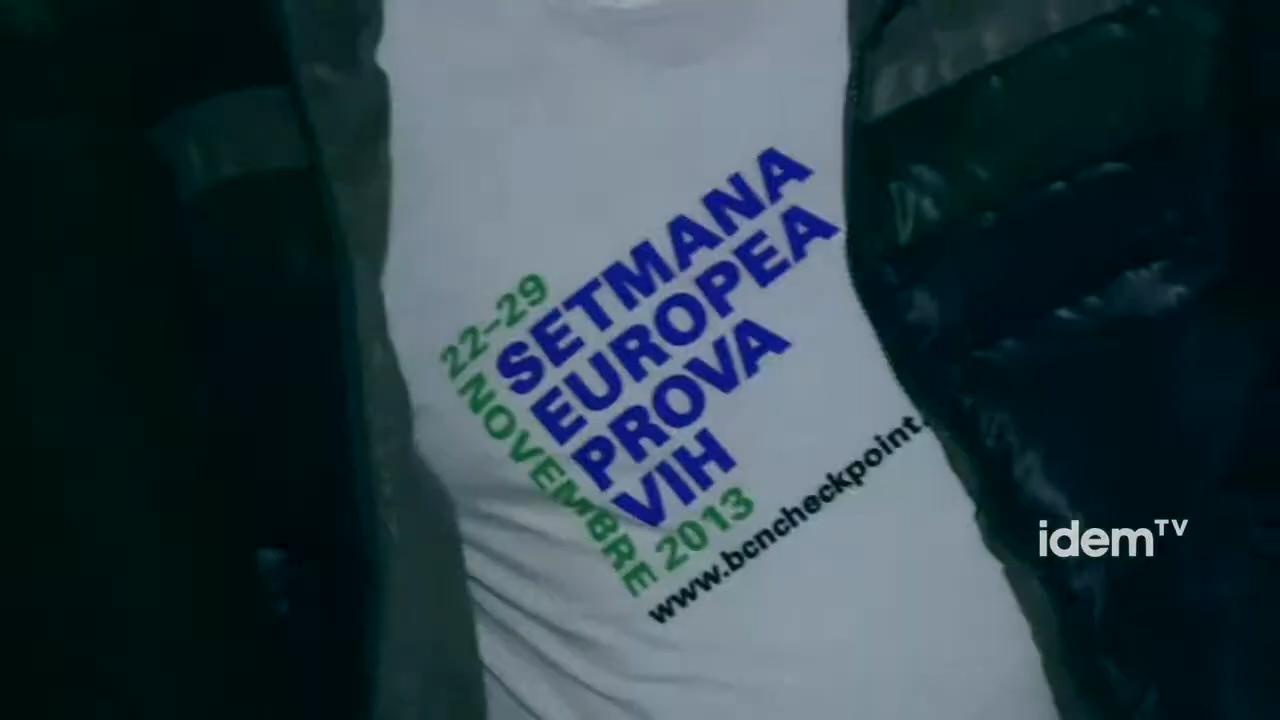 22–29
NOVEMBRE 2013
SETMANA
EUROPEA
PROVA
VIH
www.bcncheckpoint.
idemTV